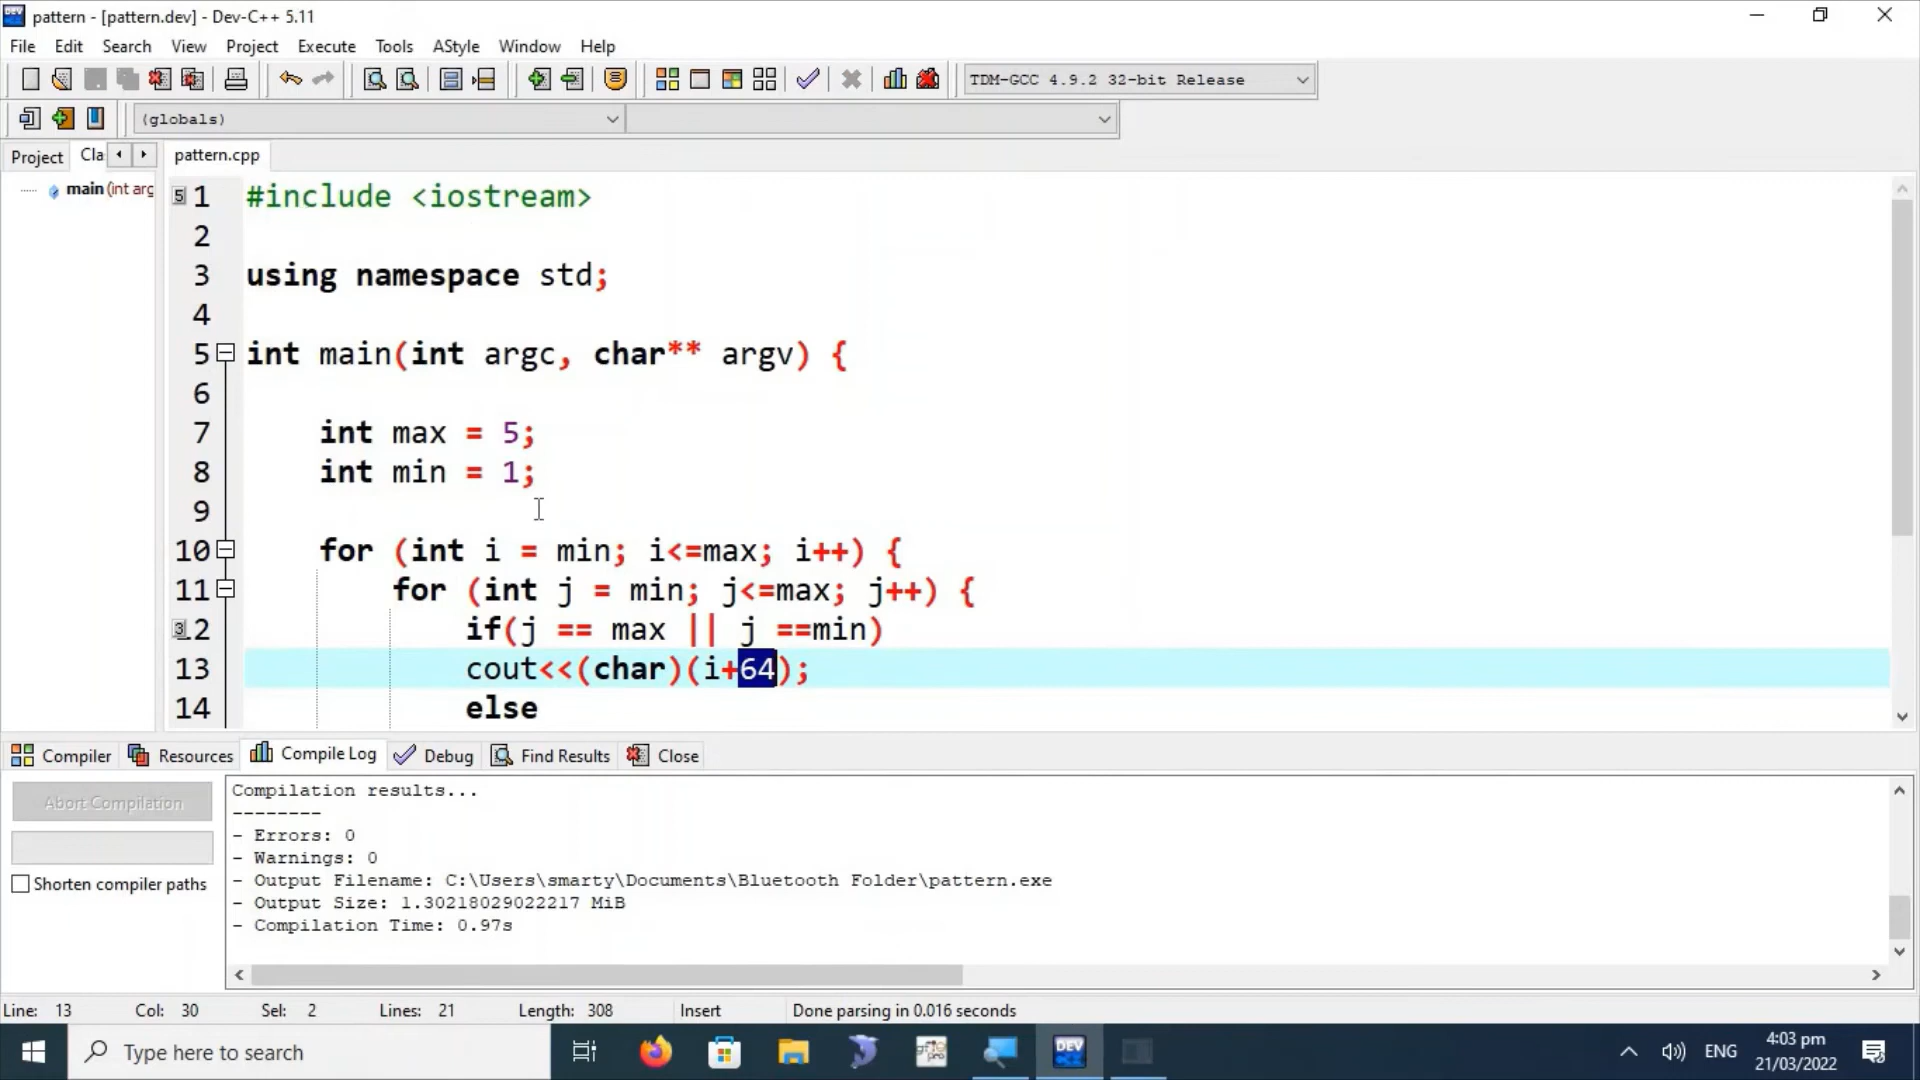 pattern - [pattern.dev] - Dev-C++ 5.11
File Edit Search View Project Execute Tools AStyle Window Help
TDM-GCC 4.9.2 32-bit Release
(globals)
Project Cla pattern.cpp
main (int arg
5 1 #include <iostream>
2
3 using namespace std;
4
5 int main(int argc, char** argv) {
6
7 int max = 5;
8 int min = 1;
9
10 for (int i = min; i<=max; i++) {
11 for (int j = min; j<=max; j++) {
12 if(j == max || j ==min)
13 cout<<(char)(i+64);
14 else
Compiler Resources Compile Log Debug Find Results Close
Abort Compilation
Shorten compiler paths
Compilation results...
--------
- Errors: 0
- Warnings: 0
- Output Filename: C:\Users\smarty\Documents\Bluetooth Folder\pattern.exe
- Output Size: 1.30218029022217 MiB
- Compilation Time: 0.97s
Line: 13 Col: 30 Sel: 2 Lines: 21 Length: 308 Insert Done parsing in 0.016 seconds
Type here to search
DEV
ENG
4:03 pm
21/03/2022